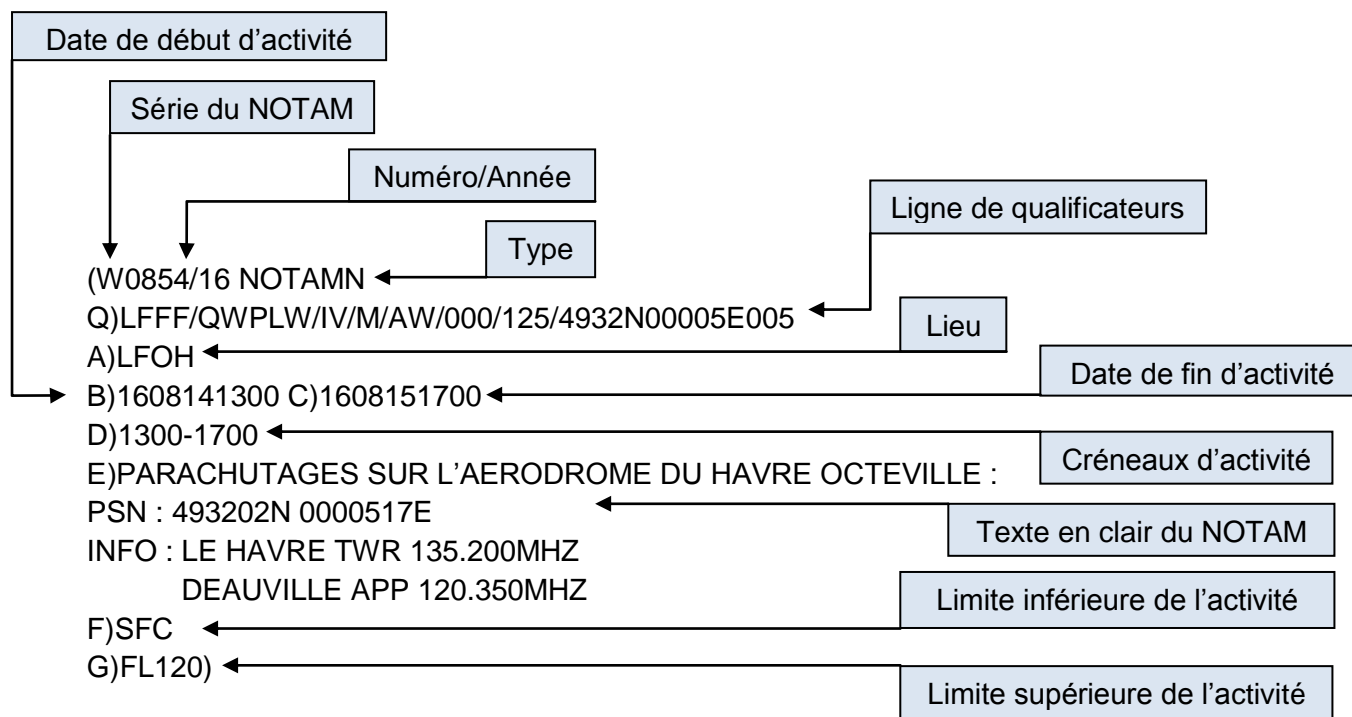 Date de début d'activité
Série du NOTAM
Numéro/Année
Ligne de qualificateurs
Type
(W0854/16 NOTAMN
Q)LFFF/QWPLW/IV/M/AW/000/125/4932N00005E005
Lieu
A)LFOH
Date de fin d'activité
B)1608141300 C)1608151700
D)1300-1700
Créneaux d'activité
E)PARACHUTAGES SUR L'AERODROME DU HAVRE OCTEVILLE :
PSN : 493202N 0000517E
Texte en clair du NOTAM
INFO : LE HAVRE TWR 135.200MHZ
DEAUVILLE APP 120.350MHZ
Limite inférieure de l'activité
F)SFC
G)FL120)
Limite supérieure de l'activité